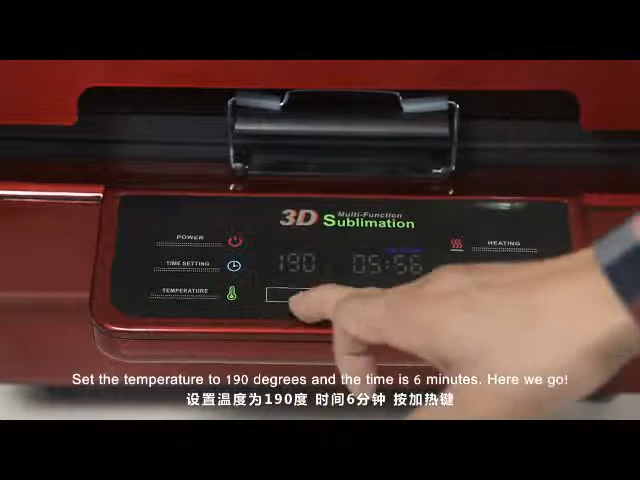 3D Multi-Function Sublimation
POWER
TIME SETTING
TEMPERATURE
190
05:56
HEATING
Set the temperature to 190 degrees and the time is 6 minutes. Here we go!
设置温度为190度 时间6分钟 按加热键